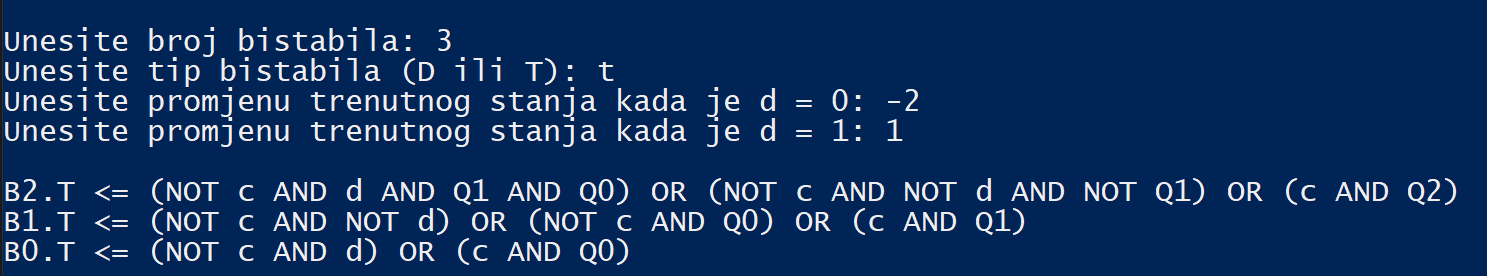 Unesite broj bistabila: 3
Unesite tip bistabila (D ili T): t
Unesite promjenu trenutnog stanja kada je d = 0: -2
Unesite promjenu trenutnog stanja kada je d = 1: 1
B2.T <= (NOT c AND d AND Q1 AND Q0) OR (NOT c AND NOT d AND NOT Q1) OR (c AND Q2)
B1.T <= (NOT c AND NOT d) OR (NOT c AND Q0) OR (c AND Q1)
B0.T <= (NOT c AND d) OR (c AND Q0)